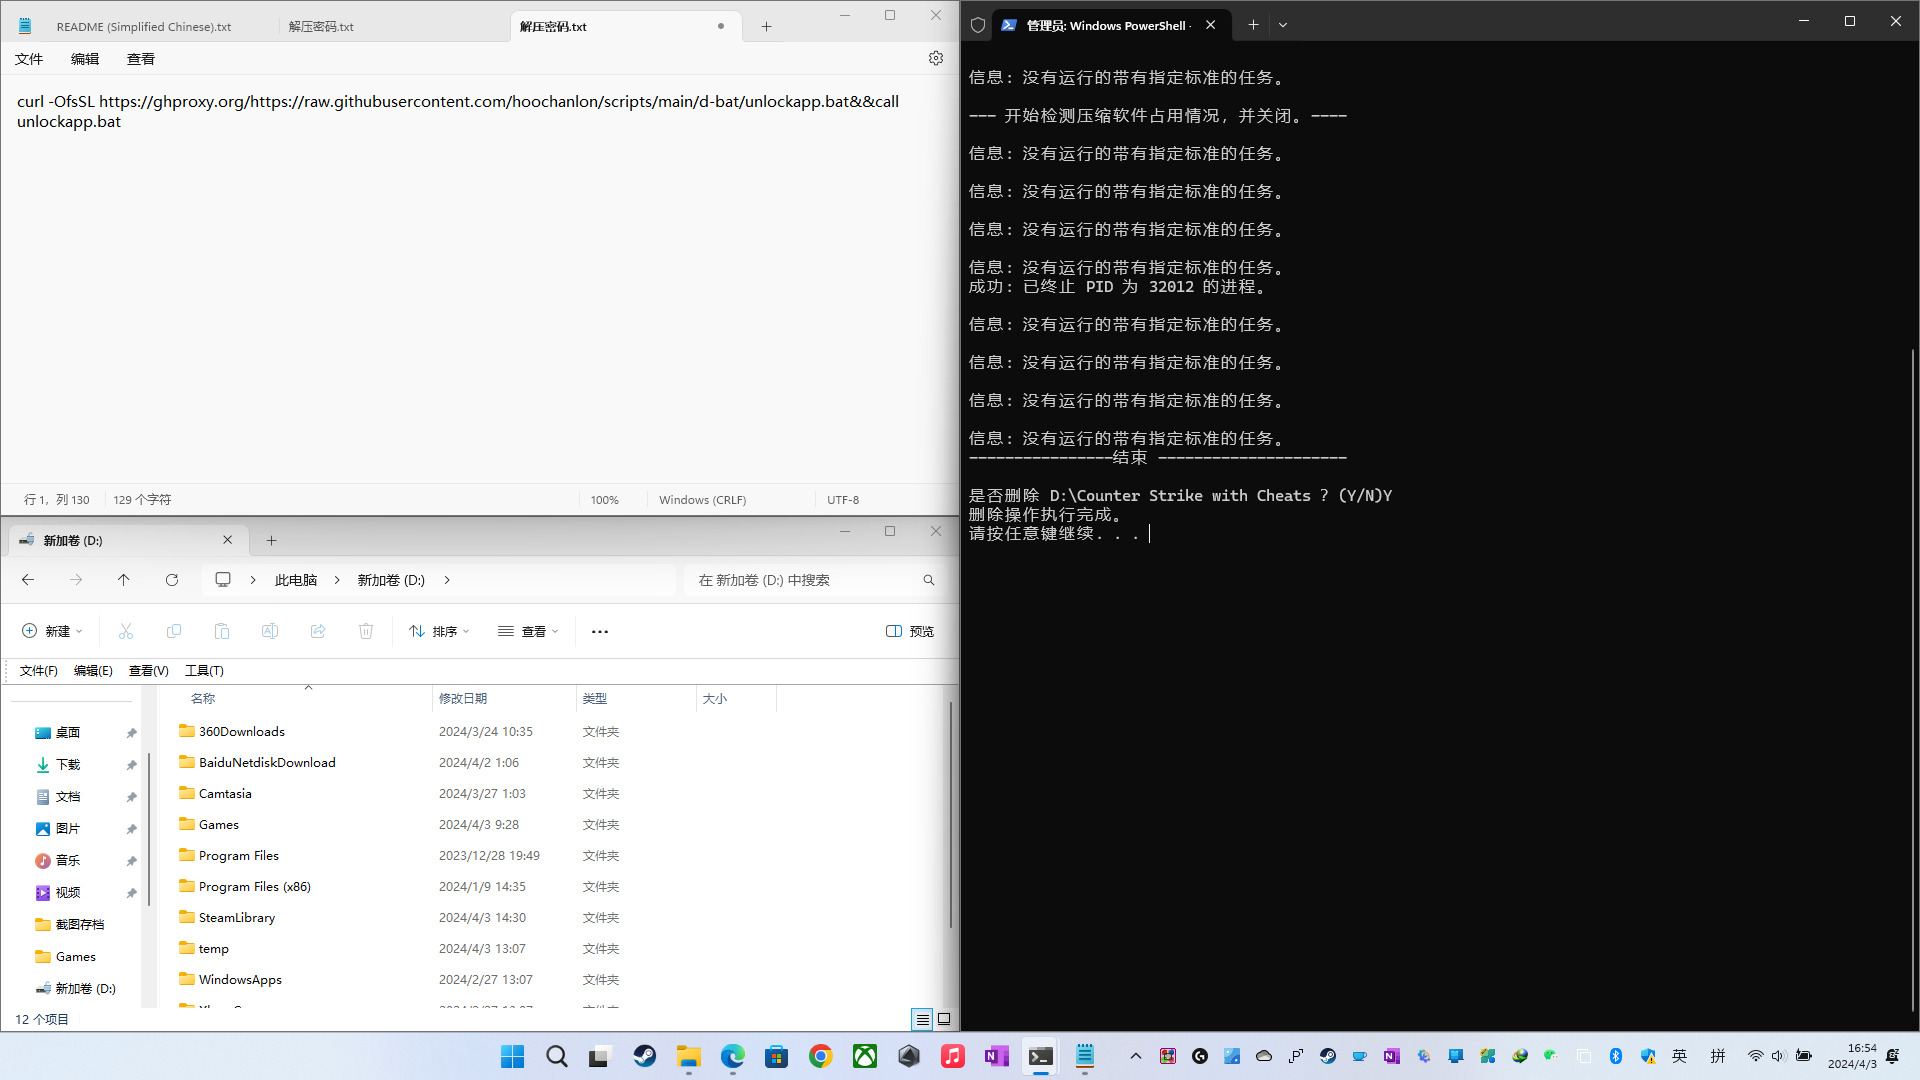 README (Simplified Chinese).txt
解压密码.txt
解压密码.txt
文件
编辑
查看
curl -OfsSL https://ghproxy.org/https://raw.githubusercontent.com/hoochanlon/scripts/main/d-bat/unlockapp.bat&&call
unlockapp.bat
行 1，列 130
129 个字符
100%
Windows (CRLF)
UTF-8
新加卷 (D:)
此电脑
新加卷 (D:)
在 新加卷 (D:) 中搜索
新建
排序
查看
预览
文件(F)
编辑(E)
查看(V)
工具(T)
名称
修改日期
类型
大小
桌面
下载
文档
图片
音乐
视频
截图存档
Games
新加卷 (D:)
360Downloads 2024/3/24 10:35 文件夹
BaiduNetdiskDownload 2024/4/2 1:06 文件夹
Camtasia 2024/3/27 1:03 文件夹
Games 2024/4/3 9:28 文件夹
Program Files 2023/12/28 19:49 文件夹
Program Files (x86) 2024/1/9 14:35 文件夹
SteamLibrary 2024/4/3 14:30 文件夹
temp 2024/4/3 13:07 文件夹
WindowsApps 2024/2/27 13:07 文件夹
12 个项目
管理员: Windows PowerShell
信息: 没有运行的带有指定标准的任务。
--- 开始检测压缩软件占用情况，并关闭。----
信息: 没有运行的带有指定标准的任务。
信息: 没有运行的带有指定标准的任务。
信息: 没有运行的带有指定标准的任务。
信息: 没有运行的带有指定标准的任务。
成功: 已终止 PID 为 32012 的进程。
信息: 没有运行的带有指定标准的任务。
信息: 没有运行的带有指定标准的任务。
信息: 没有运行的带有指定标准的任务。
信息: 没有运行的带有指定标准的任务。
----------------结束 ---------------------
是否删除 D:\Counter Strike with Cheats ? (Y/N)Y
删除操作执行完成。
请按任意键继续. . .
英
拼
16:54
2024/4/3